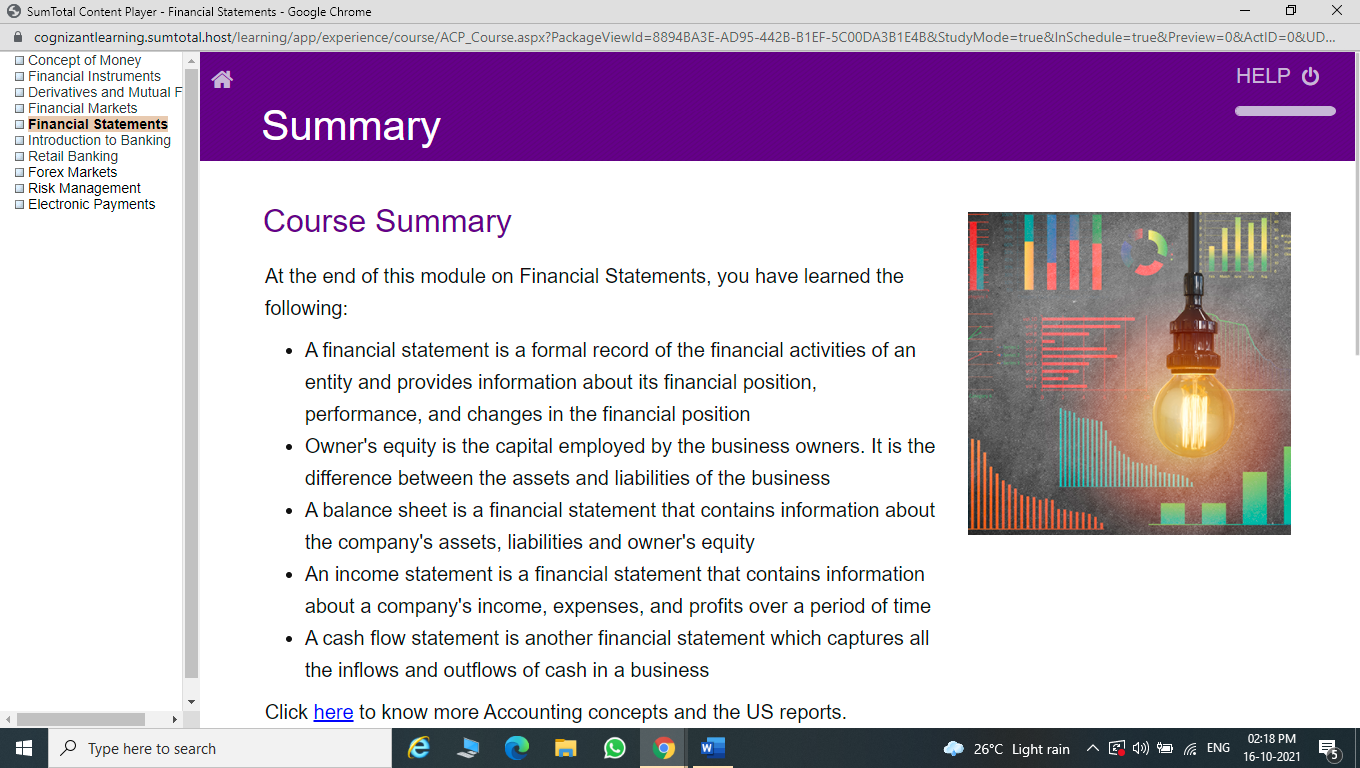 SumTotal Content Player - Financial Statements - Google Chrome
cognizantlearning.sumtotal.host/learning/app/experience/course/ACP_Course.aspx?PackageViewId=8894BA3E-AD95-442B-B1EF-5C00DA3B1E4B&StudyMode=true&InSchedule=true&Preview=0&ActID=0&UD...
Concept of Money
Financial Instruments
Derivatives and Mutual F
Financial Markets
Financial Statements
Introduction to Banking
Retail Banking
Forex Markets
Risk Management
Electronic Payments
HELP
Summary
Course Summary
At the end of this module on Financial Statements, you have learned the
following:
• A financial statement is a formal record of the financial activities of an
entity and provides information about its financial position,
performance, and changes in the financial position
• Owner's equity is the capital employed by the business owners. It is the
difference between the assets and liabilities of the business
• A balance sheet is a financial statement that contains information about
the company's assets, liabilities and owner's equity
• An income statement is a financial statement that contains information
about a company's income, expenses, and profits over a period of time
• A cash flow statement is another financial statement which captures all
the inflows and outflows of cash in a business
Click here to know more Accounting concepts and the US reports.
Type here to search
26°C Light rain
ENG
02:18 PM
16-10-2021
5